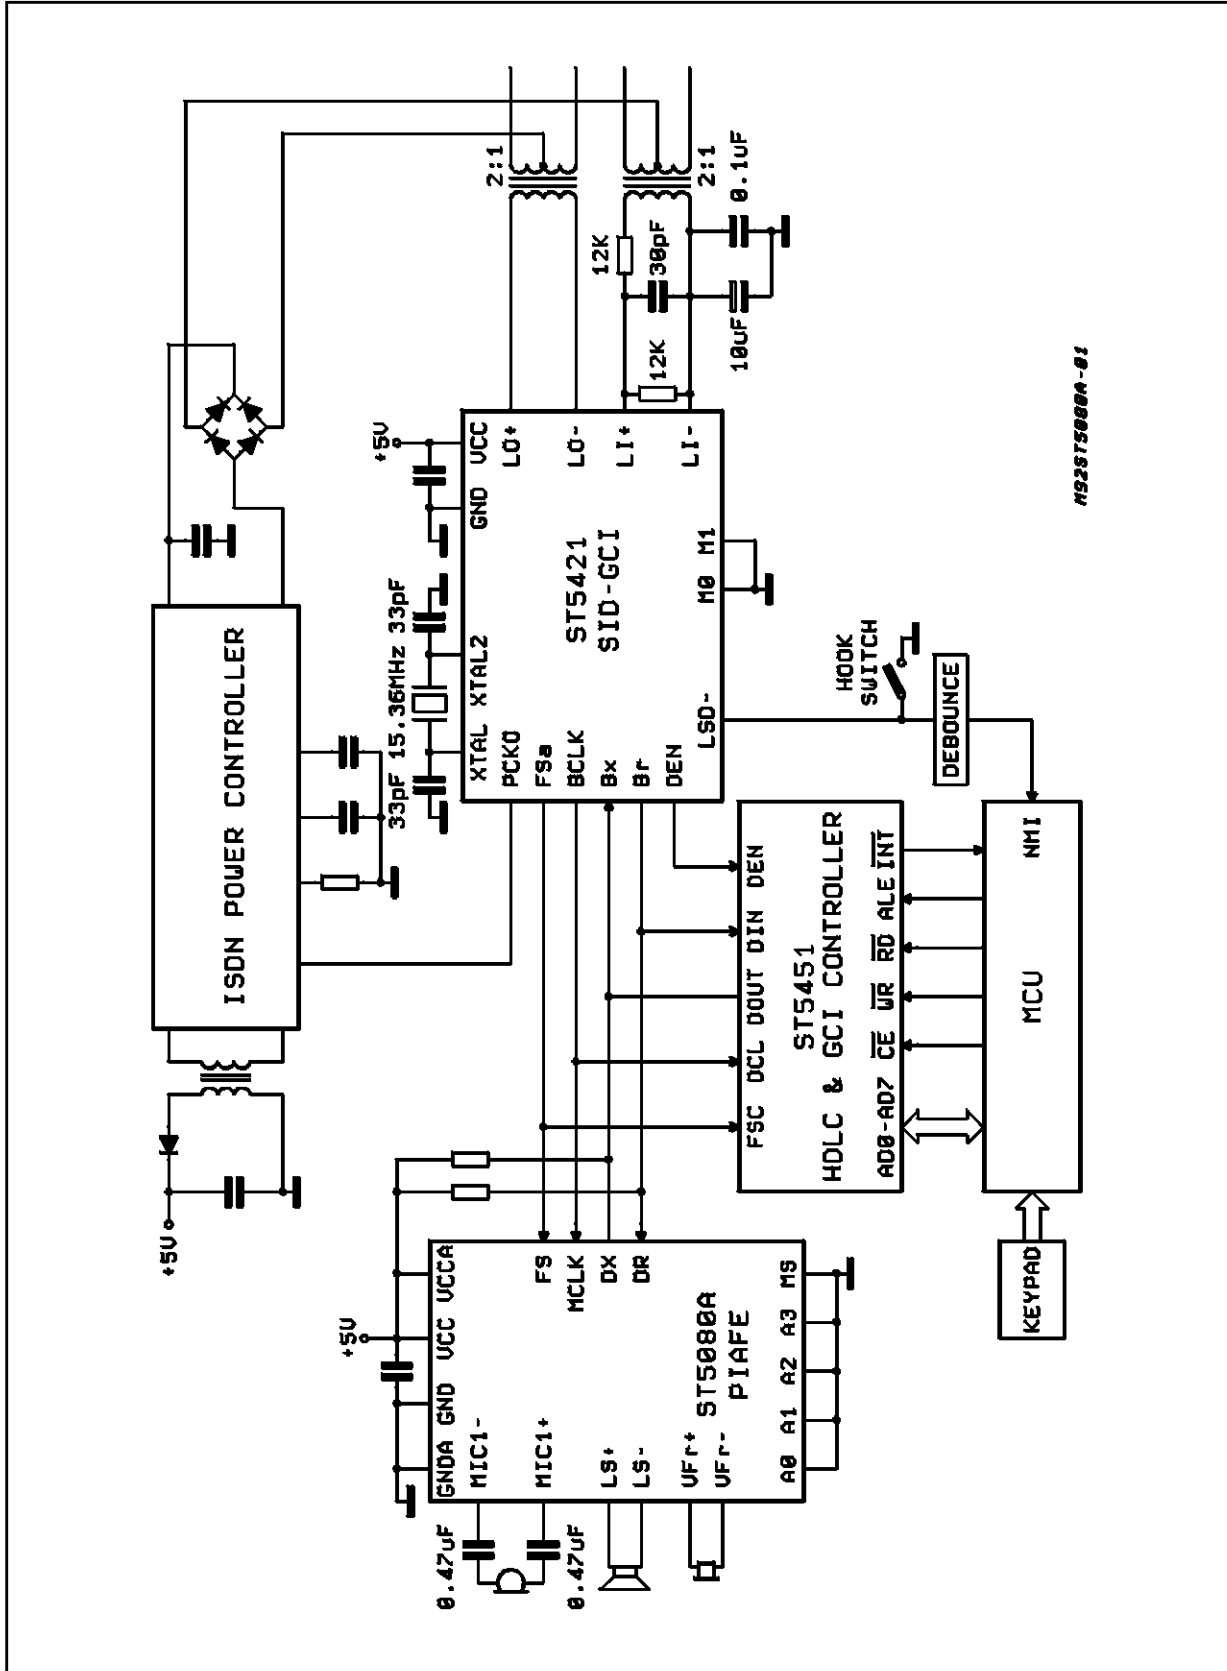 +5V
ISDN POWER CONTROLLER
+5V
33pF 15.36MHz 33pF
+5V
2:1
GNDA GND VCC VCCA
XTAL XTAL2 GND VCC
0.47uF
MIC1-
MIC1+
0.47uF
LS+
LS-
VFr+
VFr-
FS
MCLK
DX
DR
ST5080A
PIAFE
A0 A1 A2 A3 MS
PCKO
FSa
BCLK
Bx
Br
DEN
LO+
LO-
LI+
LI-
ST5421
SID-GCI
LSD-
M0 M1
12K
30pF
12K
2:1
10uF
0.1uF
FSC DCL DOUT DIN DEN
ST5451
HDLC & GCI CONTROLLER
AD0-AD7 CE WR RD ALE INT
HOOK
SWITCH
DEBOUNCE
KEYPAD
MCU
NMI
M92ST5080A-01